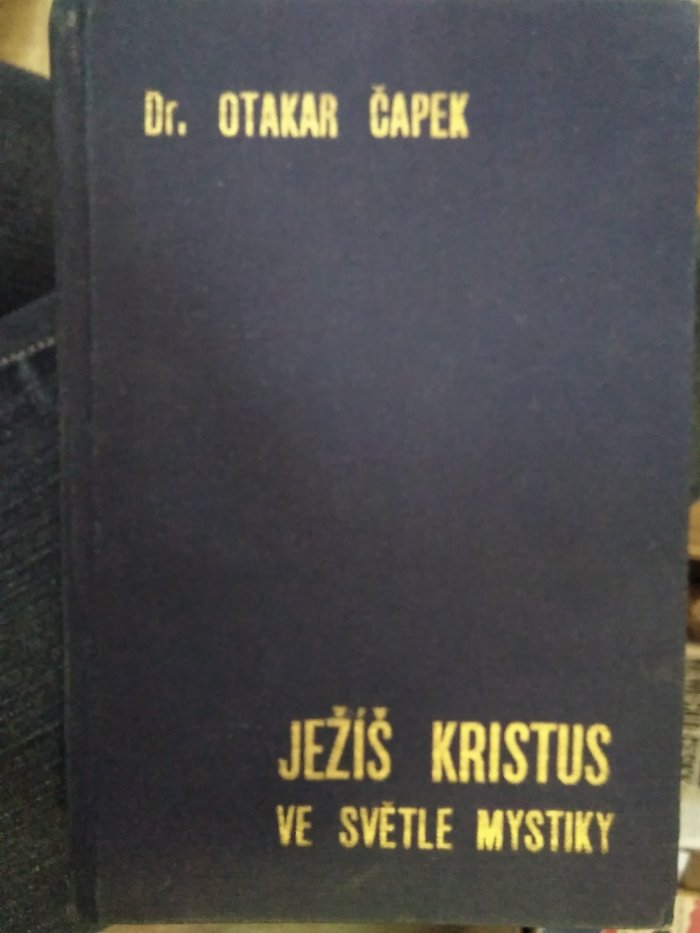 Dr. OTAKAR ČAPEK
JEŽÍŠ KRISTUS
VE SVĚTLE MYSTIKY